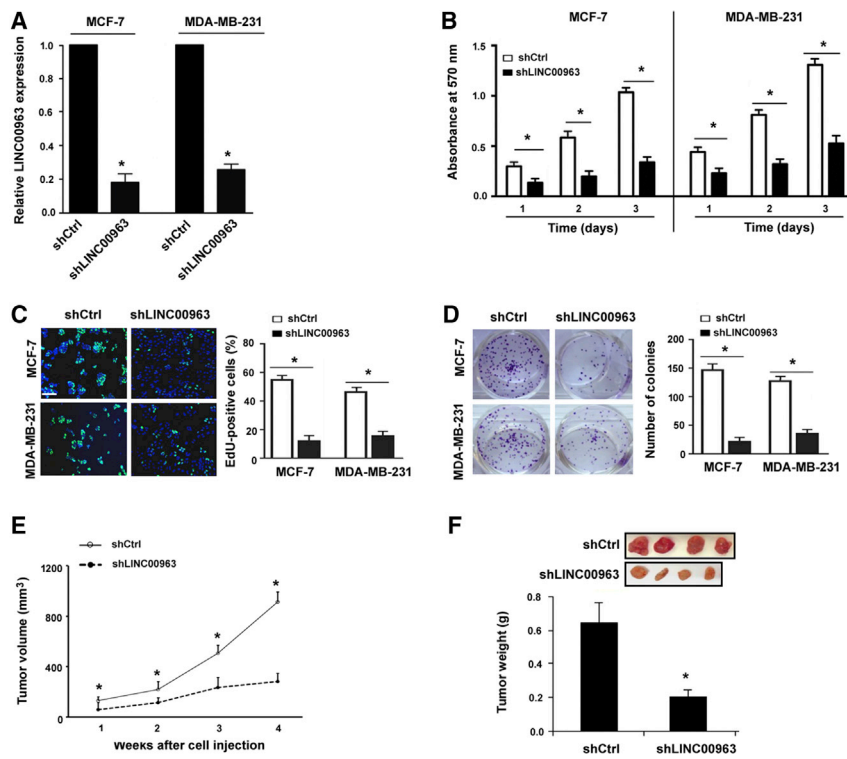 A
MCF-7 MDA-MB-231
Relative LINC00963 expression
1.0
0.8
0.6
0.4
0.2
0.0
* *
shCtrl shLINC00963 shCtrl shLINC00963
B
MCF-7 MDA-MB-231
shCtrl
shLINC00963
Absorbance at 570 nm
1.5
1.0
0.5
0.0
* * * * * *
1 2 3 1 2 3
Time (days) Time (days)
C
shCtrl shLINC00963
MCF-7
MDA-MB-231
shCtrl
shLINC00963
EdU-positive cells (%)
80
60
40
20
0
* *
MCF-7 MDA-MB-231
D
shCtrl shLINC00963
MCF-7
MDA-MB-231
shCtrl
shLINC00963
Number of colonies
200
150
100
50
0
* *
MCF-7 MDA-MB-231
E
shCtrl
shLINC00963
Tumor volume (mm³)
1200
800
400
0
* * * *
1 2 3 4
Weeks after cell injection
F
shCtrl
shLINC00963
Tumor weight (g)
0.8
0.6
0.4
0.2
0.0
*
shCtrl shLINC00963